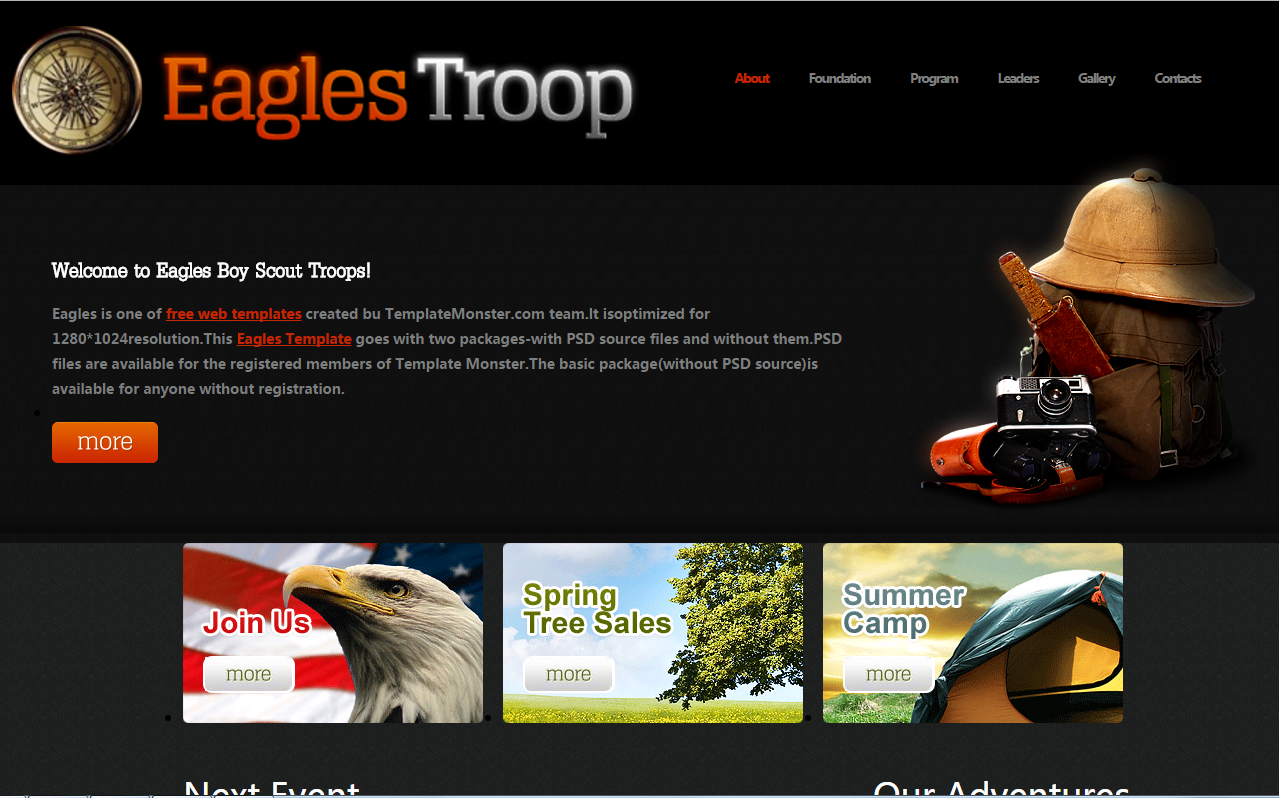 Eagles Troop
About Foundation Program Leaders Gallery Contacts
Welcome to Eagles Boy Scout Troops!
Eagles is one of free web templates created bu TemplateMonster.com team.It isoptimized for
1280*1024resolution.This Eagles Template goes with two packages-with PSD source files and without them.PSD
files are available for the registered members of Template Monster.The basic package(without PSD source)is
available for anyone without registration.
more
Join Us
more
Spring
Tree Sales
more
Summer
Camp
more
Next Event
Our Adventures